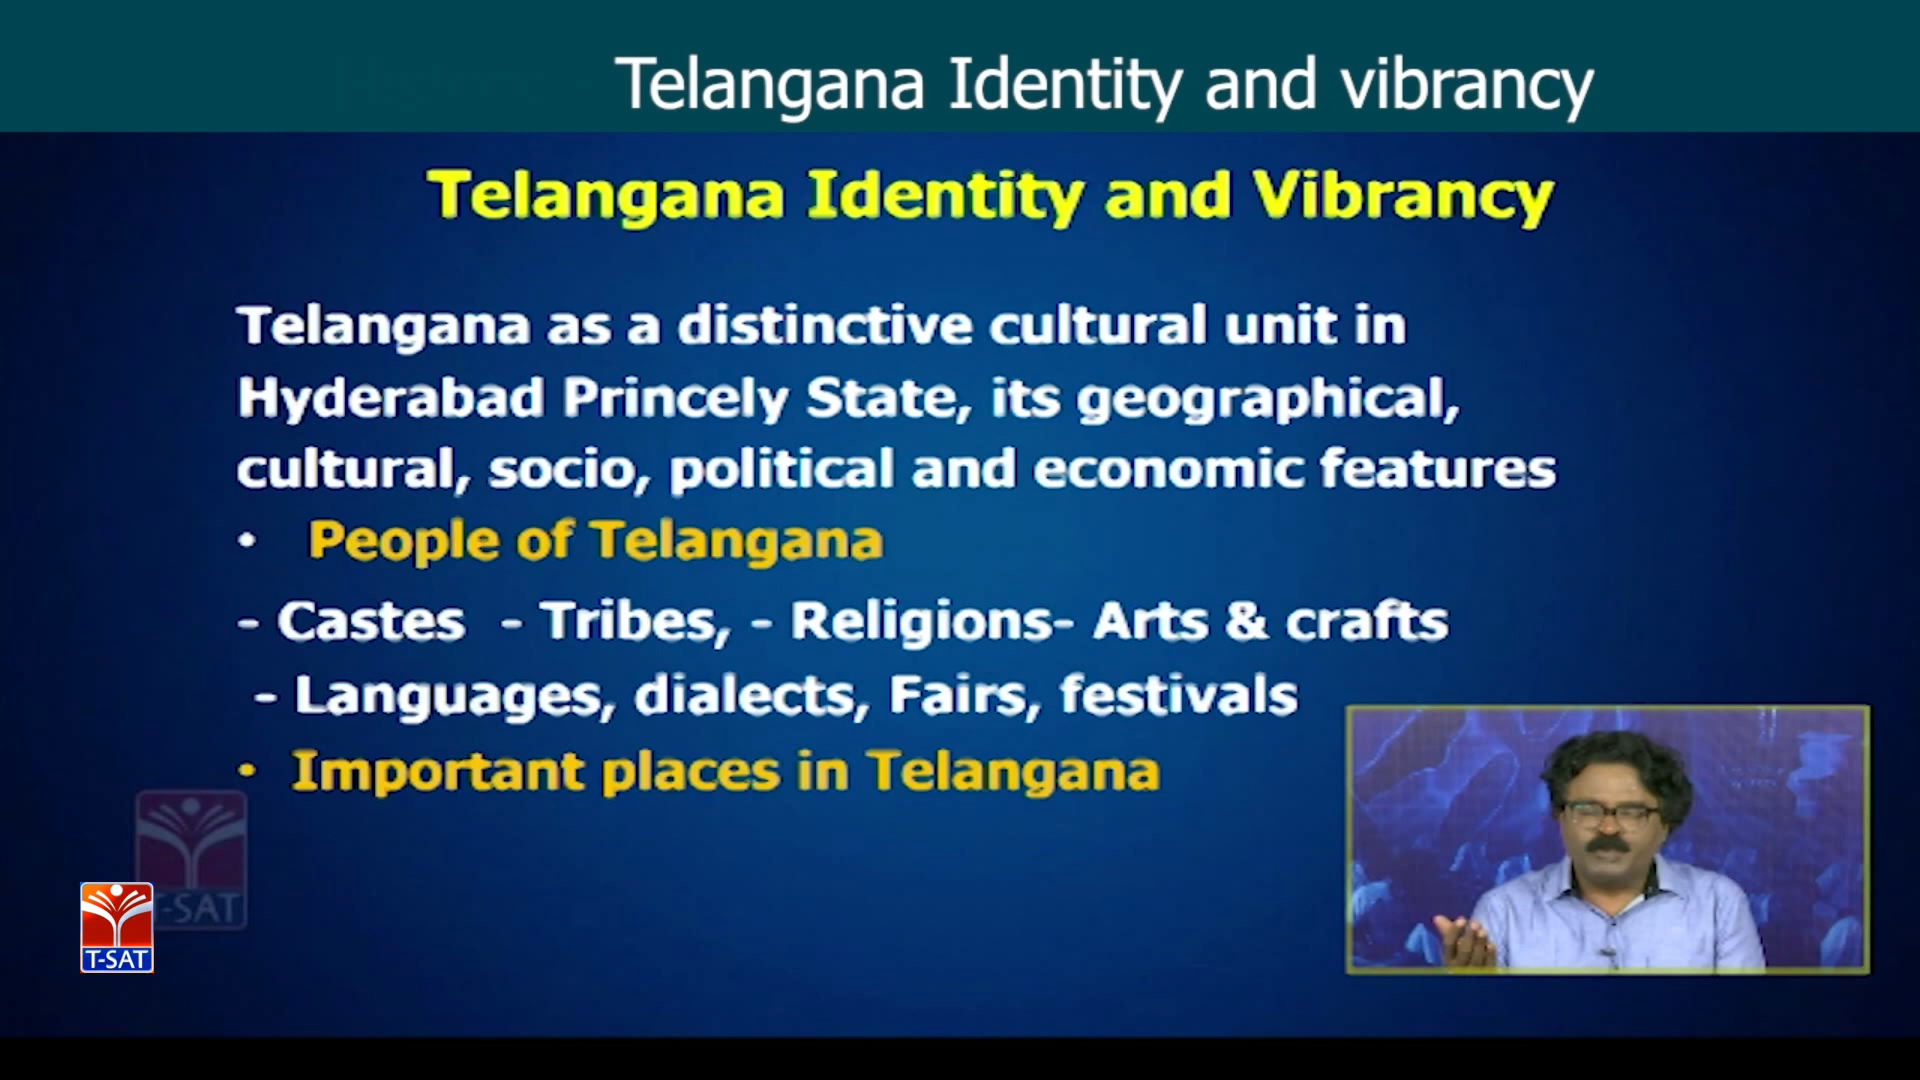 Telangana Identity and vibrancy
Telangana Identity and Vibrancy
Telangana as a distinctive cultural unit in
Hyderabad Princely State, its geographical,
cultural, socio, political and economic features
• People of Telangana
- Castes - Tribes, - Religions- Arts & crafts
- Languages, dialects, Fairs, festivals
• Important places in Telangana
T-SAT
T-SAT